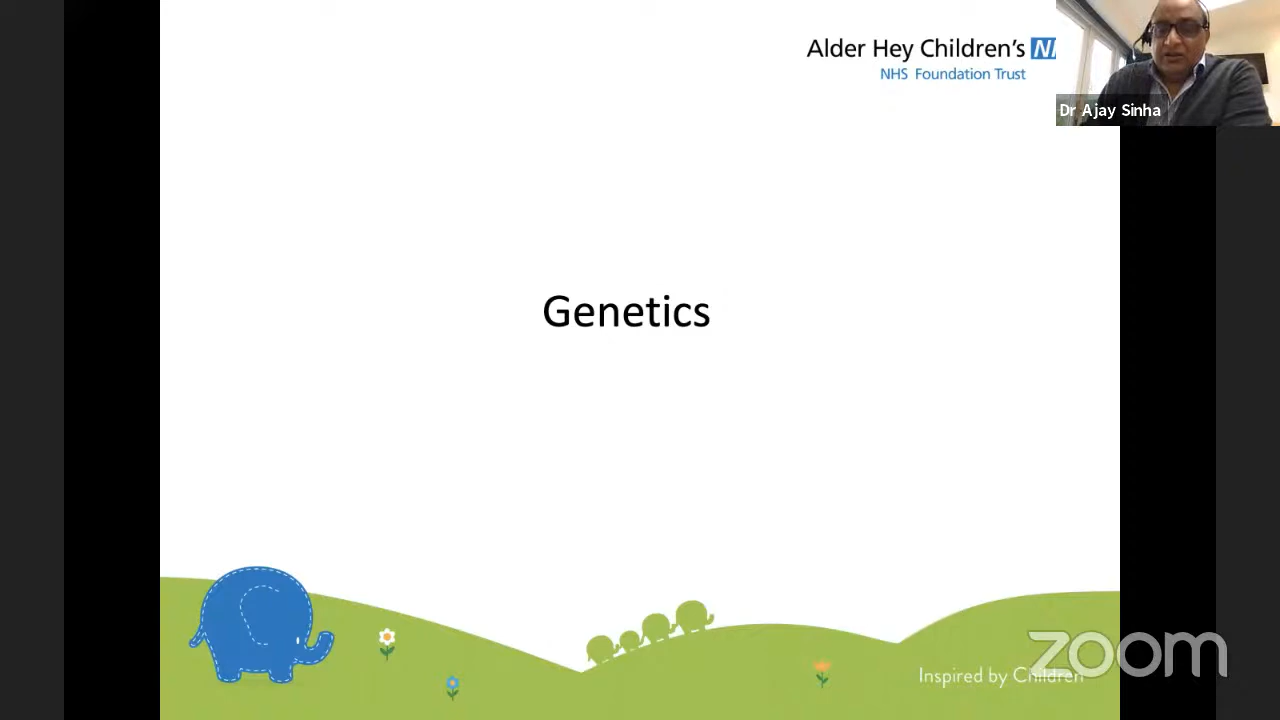 Alder Hey Children's
NHS Foundation Trust
Dr Ajay Sinha
Genetics
Inspired by Children
zoom